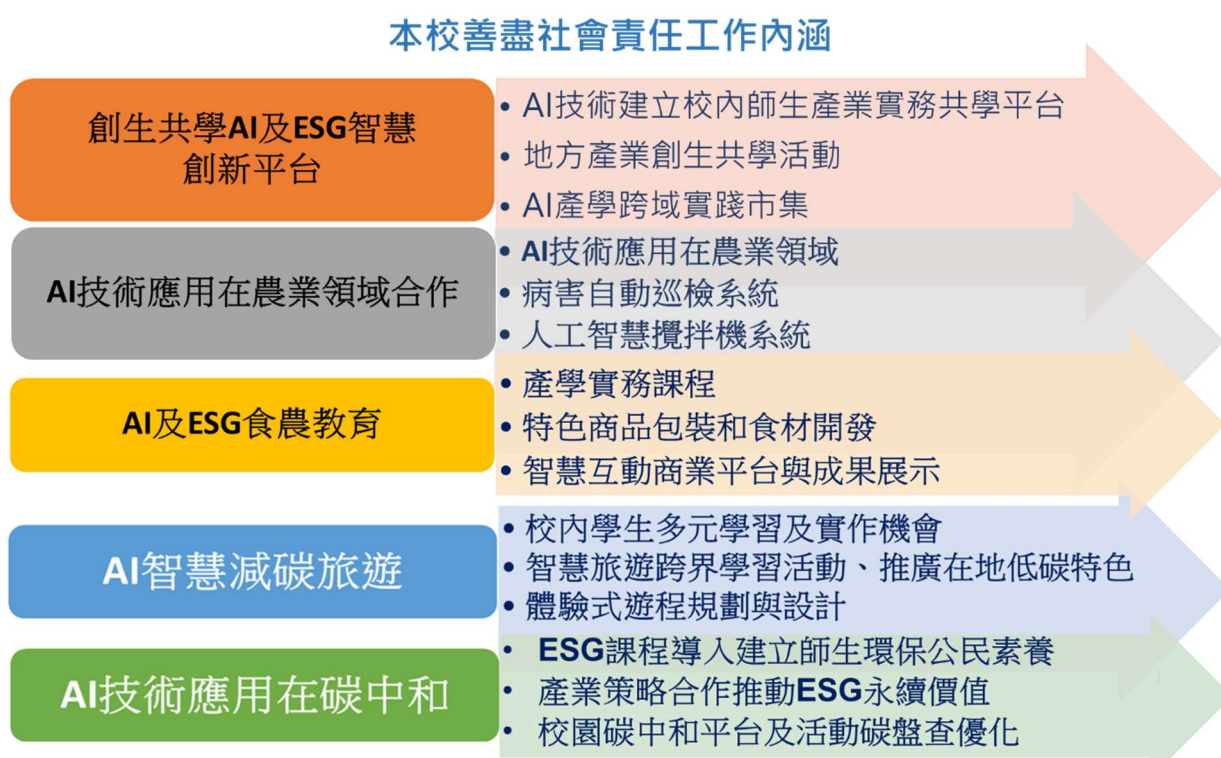 本校善盡社會責任工作內涵
創生共學AI及ESG智慧
創新平台
• AI技術建立校內師生產業實務共學平台
• 地方產業創生共學活動
• AI產學跨域實踐市集
AI技術應用在農業領域合作
• AI技術應用在農業領域
• 病害自動巡檢系統
• 人工智慧攪拌機系統
AI及ESG食農教育
• 產學實務課程
• 特色商品包裝和食材開發
• 智慧互動商業平台與成果展示
AI智慧減碳旅遊
• 校內學生多元學習及實作機會
• 智慧旅遊跨界學習活動、推廣在地低碳特色
• 體驗式遊程規劃與設計
AI技術應用在碳中和
• ESG課程導入建立師生環保公民素養
• 產業策略合作推動ESG永續價值
• 校園碳中和平台及活動碳盤查優化
1